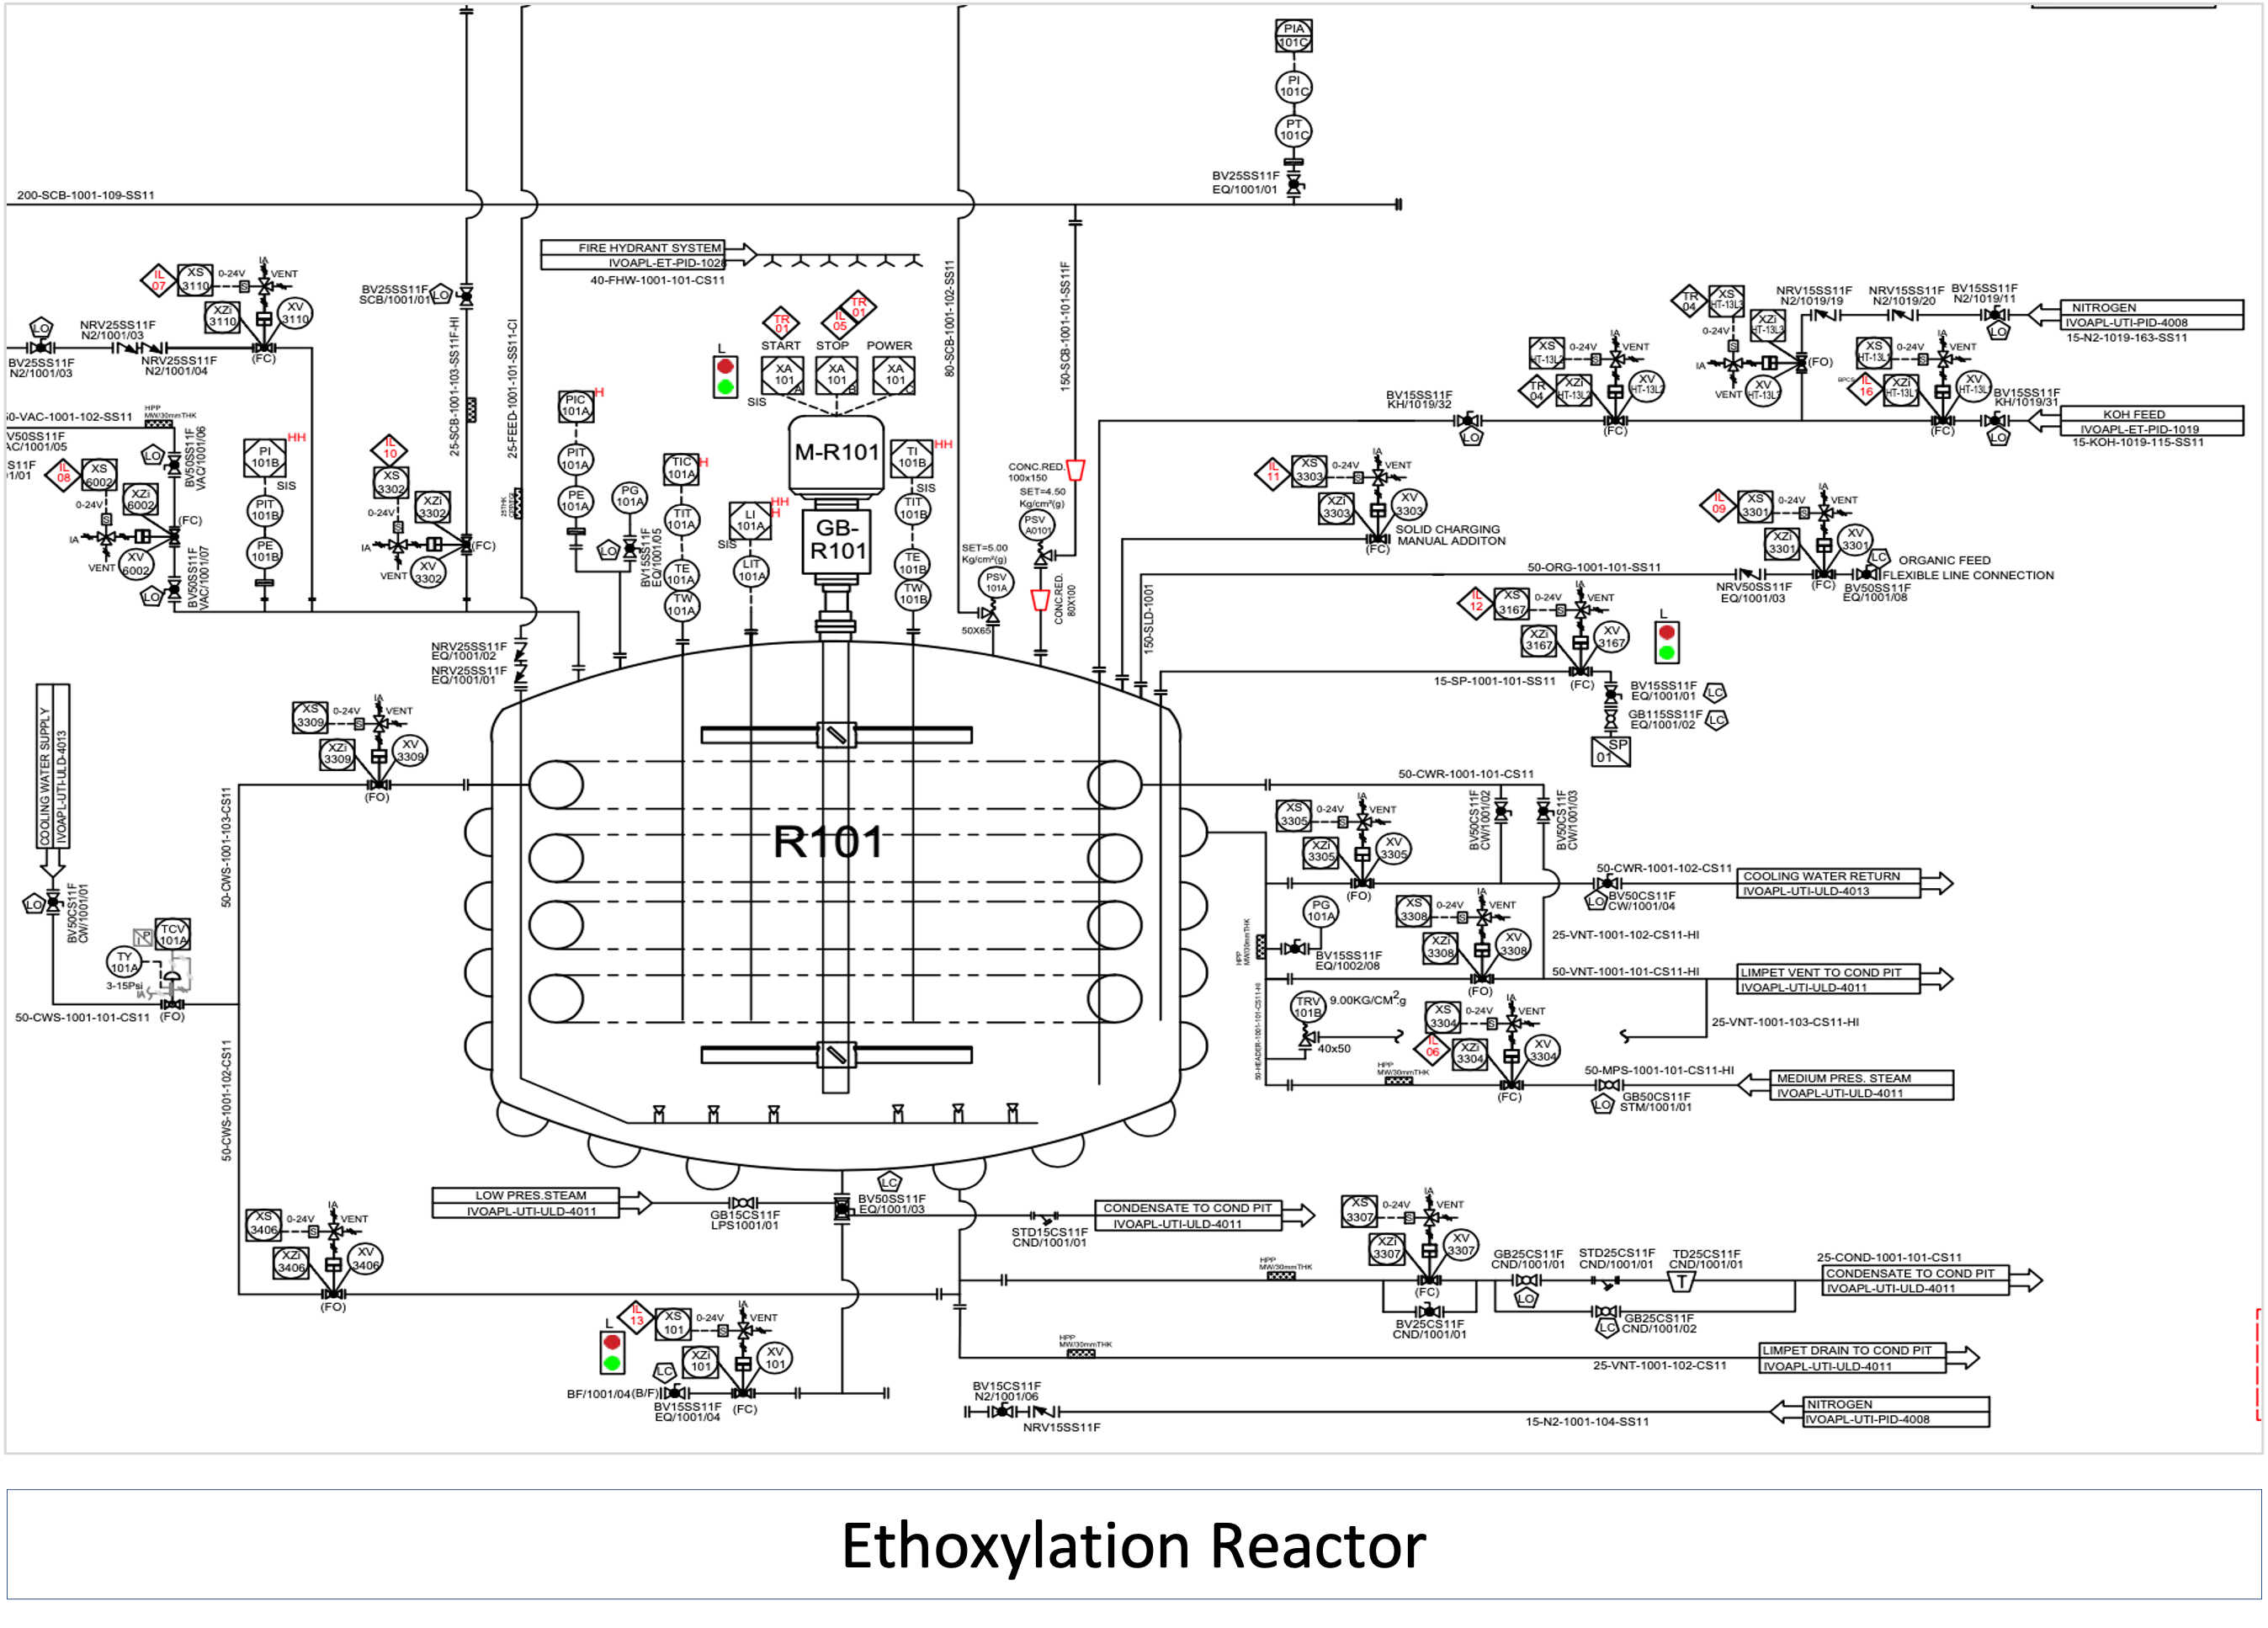 PIA
101C
PI
101C
PT
101C
BV25SS11F
EQ/1001/01
200-SCB-1001-109-SS11
FIRE HYDRANT SYSTEM
IVOAPL-ET-PID-1028
40-FHW-1001-101-CS11
IL
07
XS
3110
0-24V
IA
VENT
XZi
3110
XV
3110
(FC)
LO
BV25SS11F
N2/1001/03
NRV25SS11F
N2/1001/03
NRV25SS11F
N2/1001/04
BV25SS11F
SCB/1001/01
LO
25-SCB-1001-103-SS11F-HI
25-FEED-1001-101-SS11-CI
80-SCB-1001-102-SS11
150-SCB-1001-101-SS11F
TR
01
IL
05
TR
01
START
STOP
POWER
L
XA
101
A
XA
101
B
XA
101
C
SIS
M-R101
GB-
R101
TR
04
XS
HT-13L3
0-24V
IA
VENT
XZi
HT-13L3
XV
HT-13L3
(FO)
NRV15SS11F
N2/1019/19
NRV15SS11F
N2/1019/20
BV15SS11F
N2/1019/11
LO
NITROGEN
IVOAPL-UTI-PID-4008
15-N2-1019-163-SS11
XS
HT-13L2
0-24V
IA
VENT
TR
04
XZi
HT-13L2
XV
HT-13L2
(FC)
XS
HT-13L1
0-24V
IA
VENT
BPCS
IL
16
XZi
HT-13L1
XV
HT-13L1
(FC)
BV15SS11F
KH/1019/32
LO
BV15SS11F
KH/1019/31
LO
KOH FEED
IVOAPL-ET-PID-1019
15-KOH-1019-115-SS11
50-VAC-1001-102-SS11
HPP
MW/30mmTHK
V50SS11F
AC/1001/05
S11F
1/01
LO
BV50SS11F
VAC/1001/06
IL
08
XS
6002
0-24V
IA
VENT
XZi
6002
XV
6002
(FC)
LO
BV50SS11F
VAC/1001/07
PI
101B
HH
SIS
PIT
101B
PE
101B
IL
10
XS
3302
0-24V
IA
VENT
XZi
3302
XV
3302
(FC)
PIC
101A
H
PIT
101A
PE
101A
PG
101A
LO
BV15SS11F
EQ/1001/05
TIC
101A
H
TIT
101A
TE
101A
TW
101A
LI
101A
HH
H
SIS
LIT
101A
TI
101B
HH
SIS
TIT
101B
TE
101B
TW
101B
CONC.RED.
100x150
SET=4.50
Kg/cm²(g)
PSV
A0101
SET=5.00
Kg/cm²(g)
PSV
101A
50X65
CONC.RED.
80X100
IL
11
XS
3303
0-24V
IA
VENT
XZi
3303
XV
3303
(FC)
SOLID CHARGING
MANUAL ADDITON
150-SLD-1001
IL
09
XS
3301
0-24V
IA
VENT
XZi
3301
XV
3301
(FC)
LC
ORGANIC FEED
FLEXIBLE LINE CONNECTION
50-ORG-1001-101-SS11
NRV50SS11F
EQ/1001/03
BV50SS11F
EQ/1001/08
IL
12
XS
3167
0-24V
IA
VENT
XZi
3167
XV
3167
(FC)
L
15-SP-1001-101-SS11
BV15SS11F
EQ/1001/01
LC
GB115SS11F
EQ/1001/02
LC
SP
01
NRV25SS11F
EQ/1001/02
NRV25SS11F
EQ/1001/01
COOLING WATER SUPPLY
IVOAPL-UTI-ULD-4013
LO
BV50CS11F
CW/1001/01
XS
3309
0-24V
IA
VENT
XZi
3309
XV
3309
(FO)
50-CWS-1001-103-CS11
TCV
101A
TY
101A
3-15Psi
50-CWS-1001-101-CS11
(FO)
50-CWS-1001-102-CS11
R101
50-CWR-1001-101-CS11
BV50CS11F
CW/1001/02
BV50CS11F
CW/1001/03
XS
3305
0-24V
IA
VENT
XZi
3305
XV
3305
(FO)
50-CWR-1001-102-CS11
LO
BV50CS11F
CW/1001/04
COOLING WATER RETURN
IVOAPL-UTI-ULD-4013
PG
101A
BV15SS11F
EQ/1002/08
HPP
MW/30mmTHK
XS
3308
0-24V
IA
VENT
XZi
3308
XV
3308
(FO)
25-VNT-1001-102-CS11-HI
50-VNT-1001-101-CS11-HI
LIMPET VENT TO COND PIT
IVOAPL-UTI-ULD-4011
50-HEADER-1001-101-CS11-HI
TRV
101B
9.00KG/CM²g
40x50
XS
3304
0-24V
IA
VENT
IL
06
XZi
3304
XV
3304
(FC)
25-VNT-1001-103-CS11-HI
HPP
MW/30mmTHK
50-MPS-1001-101-CS11-HI
LO
GB50CS11F
STM/1001/01
MEDIUM PRES. STEAM
IVOAPL-UTI-ULD-4011
LOW PRES.STEAM
IVOAPL-UTI-ULD-4011
GB15CS11F
LPS1001/01
LC
BV50SS11F
EQ/1001/03
STD15CS11F
CND/1001/01
CONDENSATE TO COND PIT
IVOAPL-UTI-ULD-4011
XS
3406
0-24V
IA
VENT
XZi
3406
XV
3406
(FO)
XS
3307
0-24V
IA
VENT
XZi
3307
XV
3307
(FC)
HPP
MW/30mmTHK
BV25CS11F
CND/1001/01
GB25CS11F
CND/1001/01
LO
STD25CS11F
CND/1001/01
TD25CS11F
CND/1001/01
T
LC
GB25CS11F
CND/1001/02
25-COND-1001-101-CS11
CONDENSATE TO COND PIT
IVOAPL-UTI-ULD-4011
L
IL
13
XS
101
0-24V
IA
VENT
XZi
101
XV
101
(FC)
LC
BF/1001/04(B/F)
BV15SS11F
EQ/1001/04
HPP
MW/30mmTHK
25-VNT-1001-102-CS11
LIMPET DRAIN TO COND PIT
IVOAPL-UTI-ULD-4011
BV15CS11F
N2/1001/06
NRV15SS11F
15-N2-1001-104-SS11
NITROGEN
IVOAPL-UTI-PID-4008
Ethoxylation Reactor